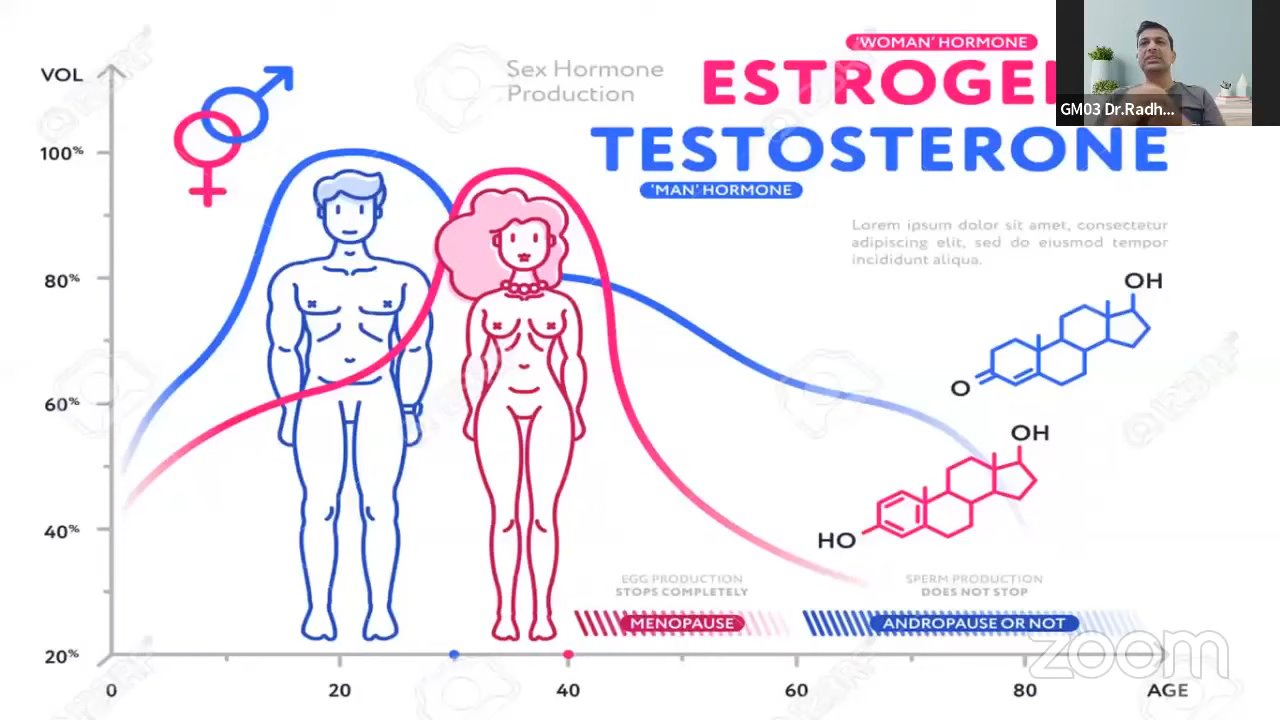 VOL
Sex Hormone
Production
'WOMAN' HORMONE
ESTROGE
TESTOSTERONE
'MAN' HORMONE
GM03 Dr.Radh...
Lorem ipsum dolor sit amet, consectetur
adipiscing elit, sed do eiusmod tempor
incididunt aliqua.
100%
80%
60%
40%
20%
OH
O
OH
HO
EGG PRODUCTION
STOPS COMPLETELY
MENOPAUSE
SPERM PRODUCTION
DOES NOT STOP
ANDROPAUSE OR NOT
zoom
0 20 40 60 80 AGE